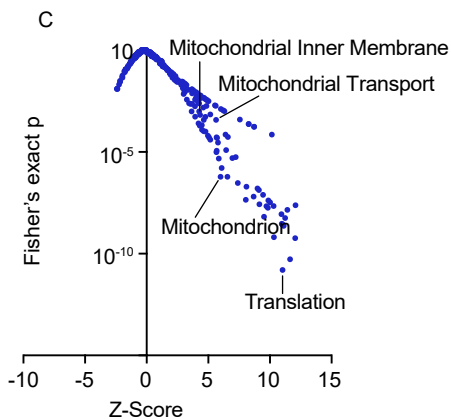 C
10
Mitochondrial Inner Membrane
Mitochondrial Transport
10-5
Fisher's exact p
Mitochondrion
10-10
Translation
-10 -5 0 5 10 15
Z-Score